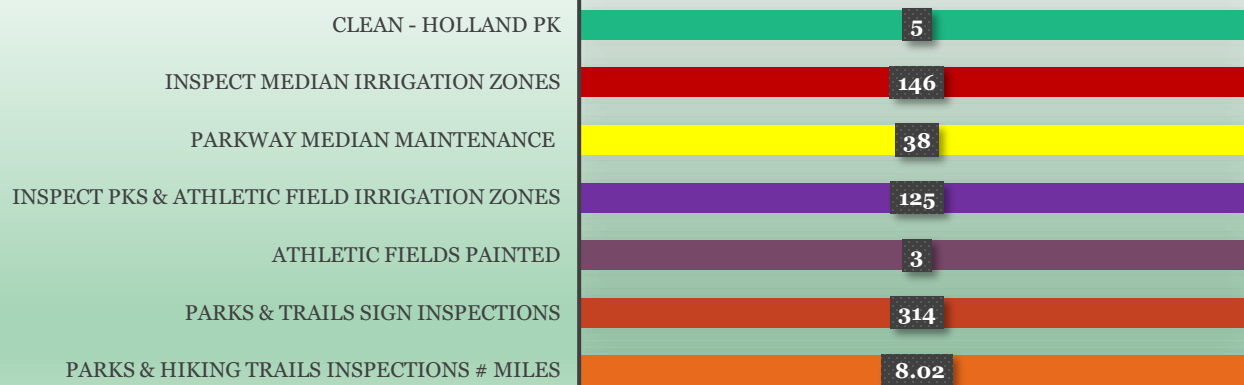 CLEAN - HOLLAND PK 5
INSPECT MEDIAN IRRIGATION ZONES 146
PARKWAY MEDIAN MAINTENANCE 38
INSPECT PKS & ATHLETIC FIELD IRRIGATION ZONES 125
ATHLETIC FIELDS PAINTED 3
PARKS & TRAILS SIGN INSPECTIONS 314
PARKS & HIKING TRAILS INSPECTIONS # MILES 8.02